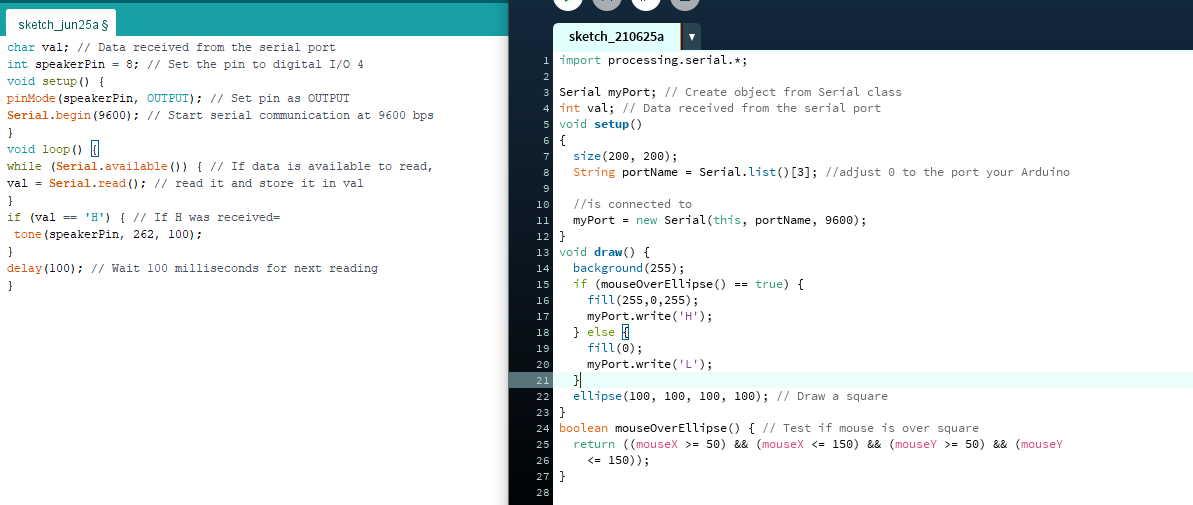 sketch_jun25a §
char val; // Data received from the serial port
int speakerPin = 8; // Set the pin to digital I/O 4
void setup() {
pinMode(speakerPin, OUTPUT); // Set pin as OUTPUT
Serial.begin(9600); // Start serial communication at 9600 bps
}
void loop() {
while (Serial.available()) { // If data is available to read,
val = Serial.read(); // read it and store it in val
}
if (val == 'H') { // If H was received=
 tone(speakerPin, 262, 100);
}
delay(100); // Wait 100 milliseconds for next reading
}
sketch_210625a ▼
1 import processing.serial.*;
2
3 Serial myPort; // Create object from Serial class
4 int val; // Data received from the serial port
5 void setup()
6 {
7   size(200, 200);
8   String portName = Serial.list()[3]; //adjust 0 to the port your Arduino
9
10   //is connected to
11   myPort = new Serial(this, portName, 9600);
12 }
13 void draw() {
14   background(255);
15   if (mouseOverEllipse() == true) {
16     fill(255,0,255);
17     myPort.write('H');
18   } else {
19     fill(0);
20     myPort.write('L');
21   }
22   ellipse(100, 100, 100, 100); // Draw a square
23 }
24 boolean mouseOverEllipse() { // Test if mouse is over square
25   return ((mouseX >= 50) && (mouseX <= 150) && (mouseY >= 50) && (mouseY
26     <= 150));
27 }
28